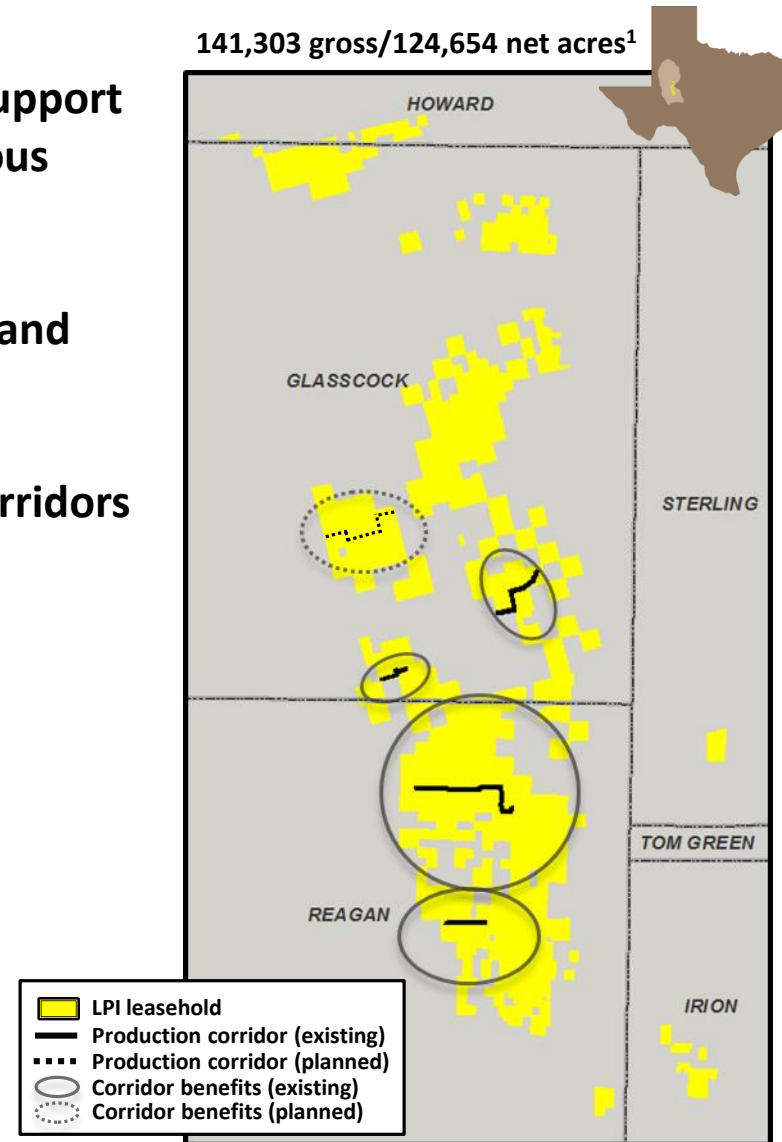 141,303 gross/124,654 net acres¹
upport
ous
and
rridors
HOWARD
GLASSCOCK
STERLING
TOM GREEN
REAGAN
IRION
LPI leasehold
Production corridor (existing)
Production corridor (planned)
Corridor benefits (existing)
Corridor benefits (planned)